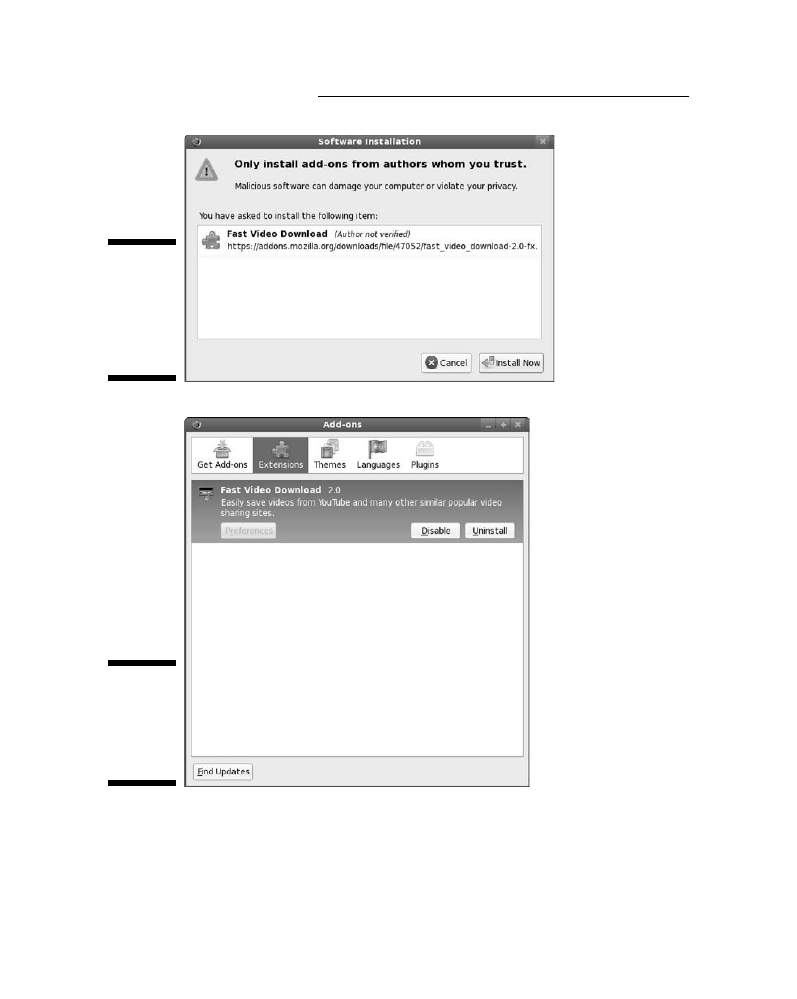 Software Installation
Only install add-ons from authors whom you trust.
Malicious software can damage your computer or violate your privacy.
You have asked to install the following item:
Fast Video Download (Author not verified)
https://addons.mozilla.org/downloads/file/47052/fast_video_download-2.0-fx.
Cancel Install Now
Add-ons
Get Add-ons Extensions Themes Languages Plugins
Fast Video Download 2.0
Easily save videos from YouTube and many other similar popular video
sharing sites.
Preferences Disable Uninstall
Find Updates